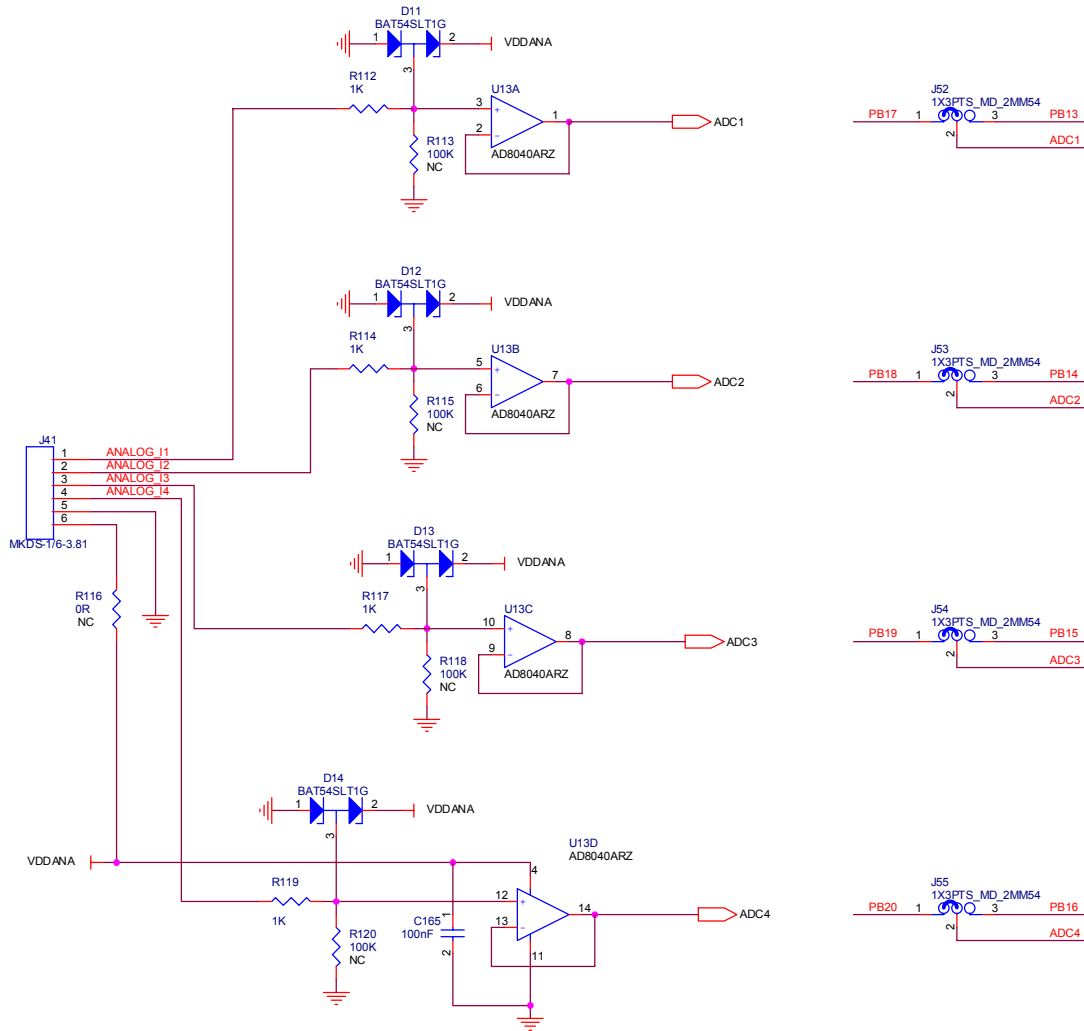 D11
BAT54SLT1G
1 2 VDDANA
3
R112
1K
U13A
3 + 1 ADC1
2 -
AD8040ARZ
R113
100K
NC
J52
1X3PTS_MD_2MM54
PB17 1 3 PB13
2 ADC1
D12
BAT54SLT1G
1 2 VDDANA
3
R114
1K
U13B
5 + 7 ADC2
6 -
AD8040ARZ
R115
100K
NC
J53
1X3PTS_MD_2MM54
PB18 1 3 PB14
2 ADC2
J41
1 ANALOG_I1
2 ANALOG_I2
3 ANALOG_I3
4 ANALOG_I4
5
6
MKDS-1/6-3.81
R116
0R
NC
D13
BAT54SLT1G
1 2 VDDANA
3
R117
1K
U13C
10 + 8 ADC3
9 -
AD8040ARZ
R118
100K
NC
J54
1X3PTS_MD_2MM54
PB19 1 3 PB15
2 ADC3
D14
BAT54SLT1G
1 2 VDDANA
3
VDDANA
U13D
AD8040ARZ
4
R119
1K
12 + 14 ADC4
13 -
11
1
C165
100nF
2
R120
100K
NC
J55
1X3PTS_MD_2MM54
PB20 1 3 PB16
2 ADC4